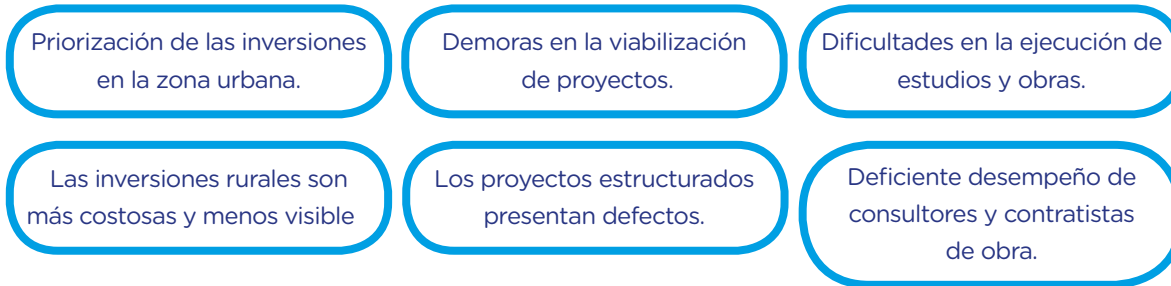 Priorización de las inversiones
en la zona urbana.
Demoras en la viabilización
de proyectos.
Dificultades en la ejecución de
estudios y obras.
Las inversiones rurales son
más costosas y menos visible
Los proyectos estructurados
presentan defectos.
Deficiente desempeño de
consultores y contratistas
de obra.